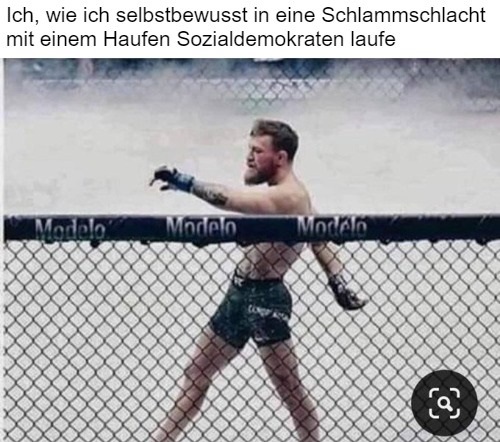 Ich, wie ich selbstbewusst in eine Schlammschlacht
mit einem Haufen Sozialdemokraten laufe
Modelo Modelo Modelo